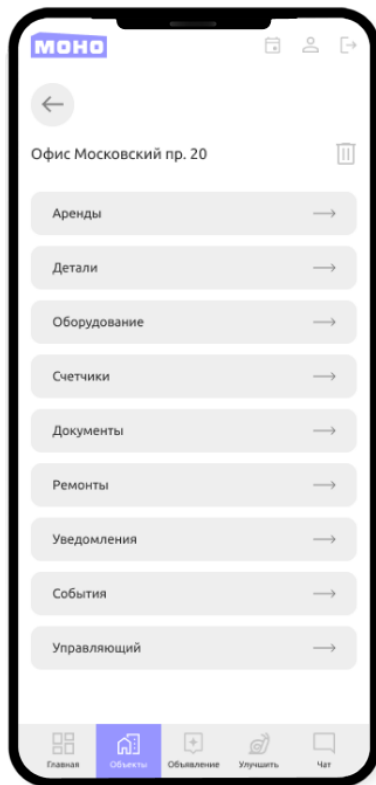 МОНО
Офис Московский пр. 20
Аренды
Детали
Оборудование
Счетчики
Документы
Ремонты
Уведомления
События
Управляющий
Главная Объекты Объявление Улучшить Чат